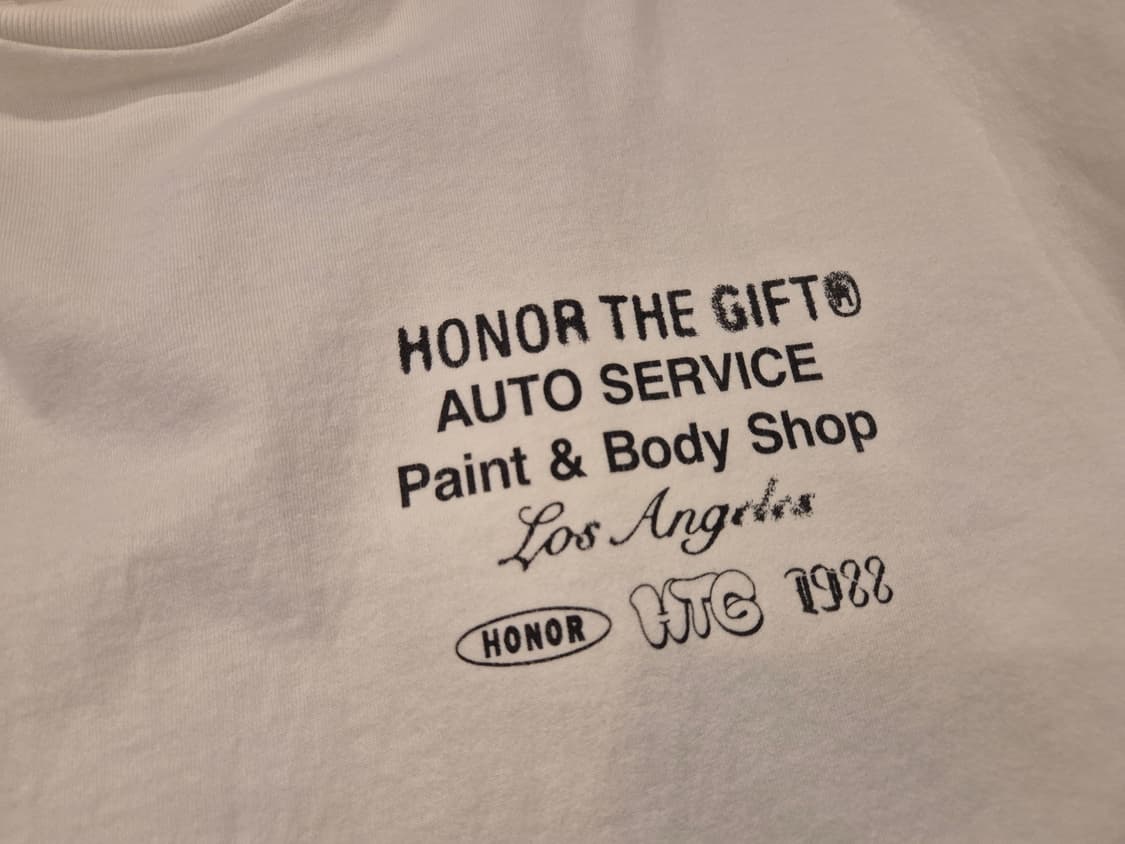 HONOR THE GIFT®
AUTO SERVICE
Paint & Body Shop
Los Angeles
HONOR HTG 1988